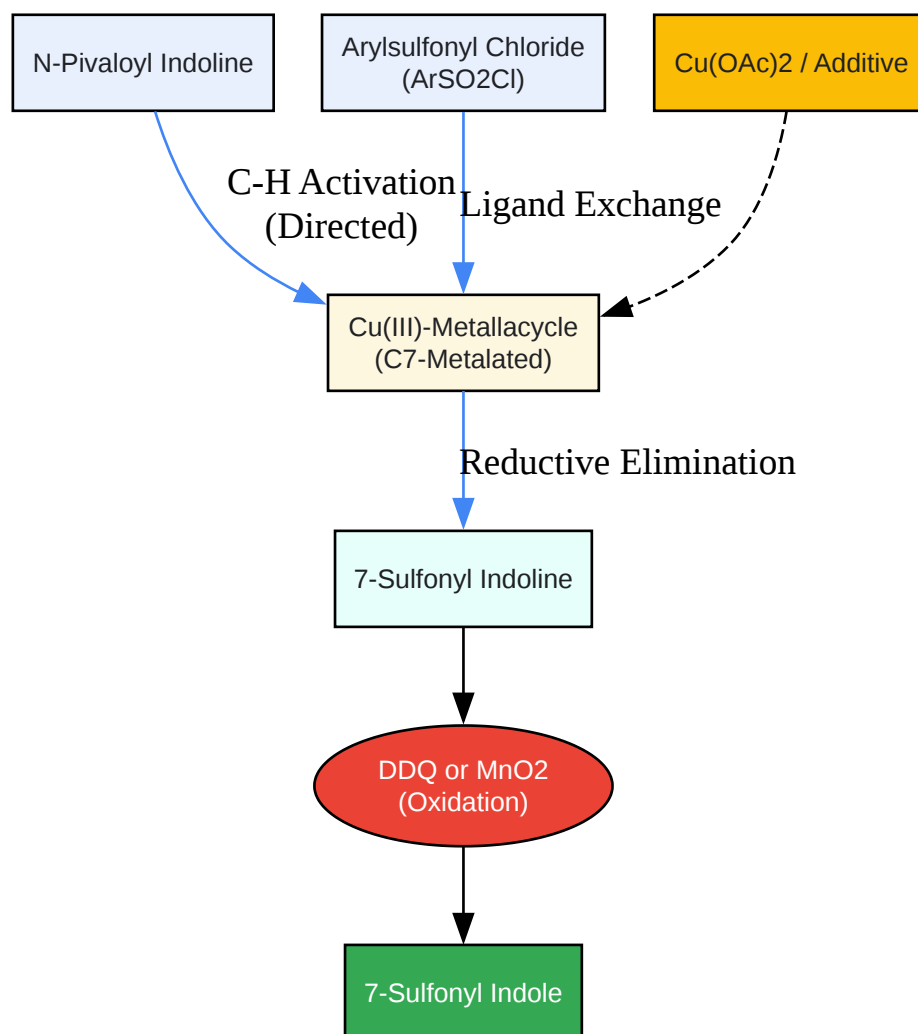 N-Pivaloyl Indoline
Arylsulfonyl Chloride
(ArSO2Cl)
Cu(OAc)2 / Additive
C-H Activation
(Directed)
Ligand Exchange
Cu(III)-Metallacycle
(C7-Metalated)
Reductive Elimination
7-Sulfonyl Indoline
DDQ or MnO2
(Oxidation)
7-Sulfonyl Indole